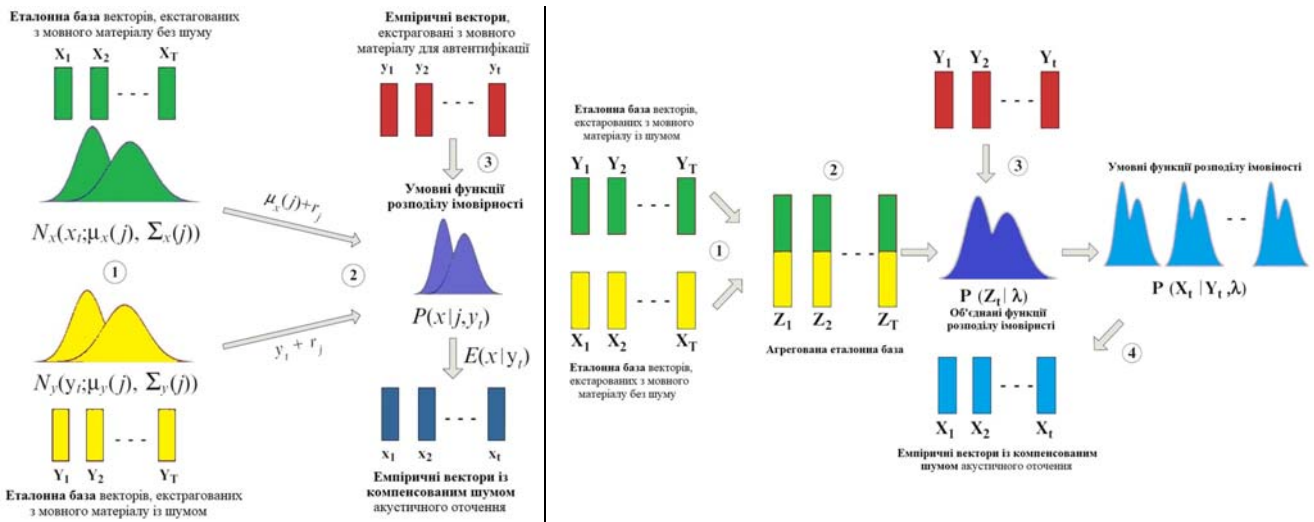 Еталонна база векторів, екстагованих
з мовного матеріалу без шуму
X1 X2 - - - XT
Nx(xt;μx(j), Σx(j))
1
Ny(yt;μy(j), Σy(j))
Y1 Y2 - - - YT
Еталонна база векторів, екстрагованих
з мовного матеріалу із шумом
μx(j)+rj
2
yt + rj
Емпіричні вектори,
екстраговані з мовного
матеріалу для автентифікації
y1 y2 - - - yt
3
Умовні функції
розподілу імовірності
P(x|j,yt)
E(x|yt)
x1 x2 - - - xt
Емпіричні вектори із
компенсованим шумом
акустичного оточення
Еталонна база векторів,
екстарованих з мовного
матеріалу із шумом
Y1 Y2 - - - YT
1
X1 X2 - - - XT
Еталонна база векторів,
екстарованих з мовного
матеріалу без шуму
2
Z1 Z2 - - - ZT
Агрегована еталонна база
Y1 Y2 - - - Yt
3
P (Zt| λ)
Об'єднані функції
розподілу імовірністі
Умовні функції розподілу імовіності
- -
P (Xt|Yt,λ)
4
X1 X2 - - - Xt
Емпіричні вектори із компенсованим
шумом акустичного оточення